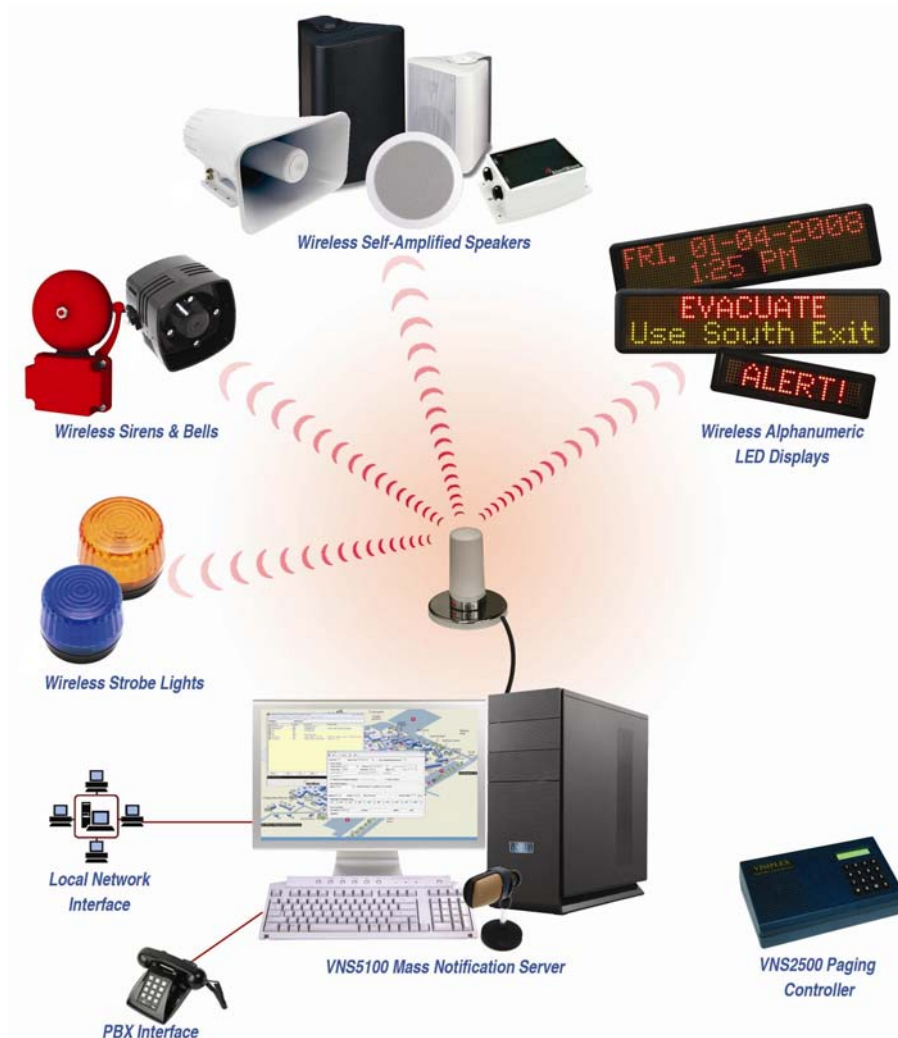 Wireless Self-Amplified Speakers
FRI. 01-04-2008
1:25 PM
EVACUATE
Use South Exit
ALERT!
Wireless Sirens & Bells
Wireless Alphanumeric
LED Displays
Wireless Strobe Lights
Local Network
Interface
VISIPLEX
VNS5100 Mass Notification Server
VNS2500 Paging
Controller
PBX Interface